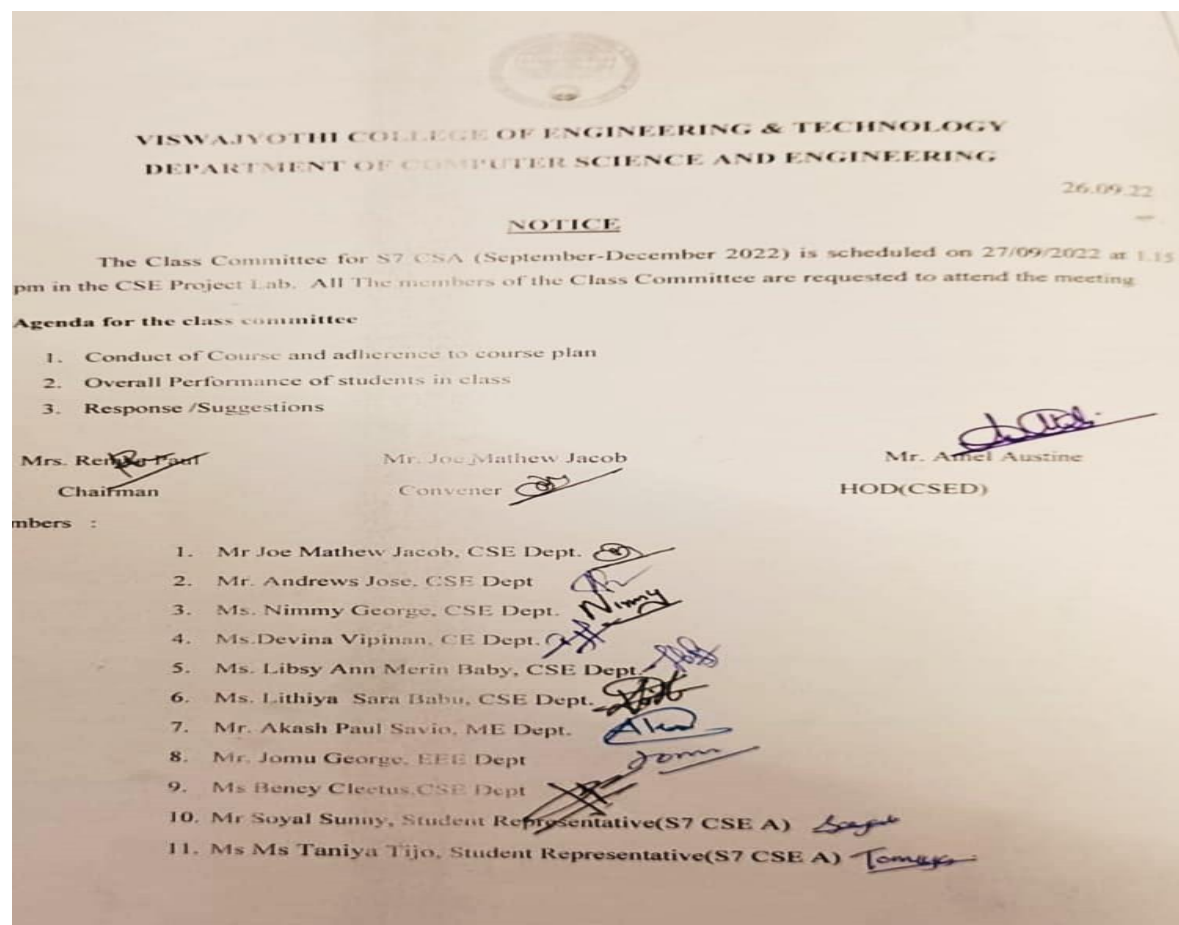 VISWAJYOTHI COLLEGE OF ENGINEERING & TECHNOLOGY
DEPARTMENT OF COMPUTER SCIENCE AND ENGINEERING
26.09.22
NOTICE
The Class Committee for S7 CSA (September-December 2022) is scheduled on 27/09/2022 at 1.15
pm in the CSE Project Lab. All The members of the Class Committee are requested to attend the meeting
Agenda for the class committee
1. Conduct of Course and adherence to course plan
2. Overall Performance of students in class
3. Response /Suggestions
Mrs. Paul Mr. Joe Mathew Jacob Mr. Amel Austine
Chairman Convener HOD(CSED)
mbers :
1. Mr Joe Mathew Jacob, CSE Dept.
2. Mr. Andrews Jose, CSE Dept
3. Ms. Nimmy George, CSE Dept. Nimmy
4. Ms.Devina Vipinan, CE Dept.
5. Ms. Libsy Ann Merin Baby, CSE Dept.
6. Ms. Lithiya Sara Babu, CSE Dept.
7. Mr. Akash Paul Savio, ME Dept.
8. Mr. Jomu George, EEE Dept Jomu
9. Ms Bency Cleetus,CSE Dept
10. Mr Soyal Sunny, Student Representative(S7 CSE A)
11. Ms Ms Taniya Tijo, Student Representative(S7 CSE A)